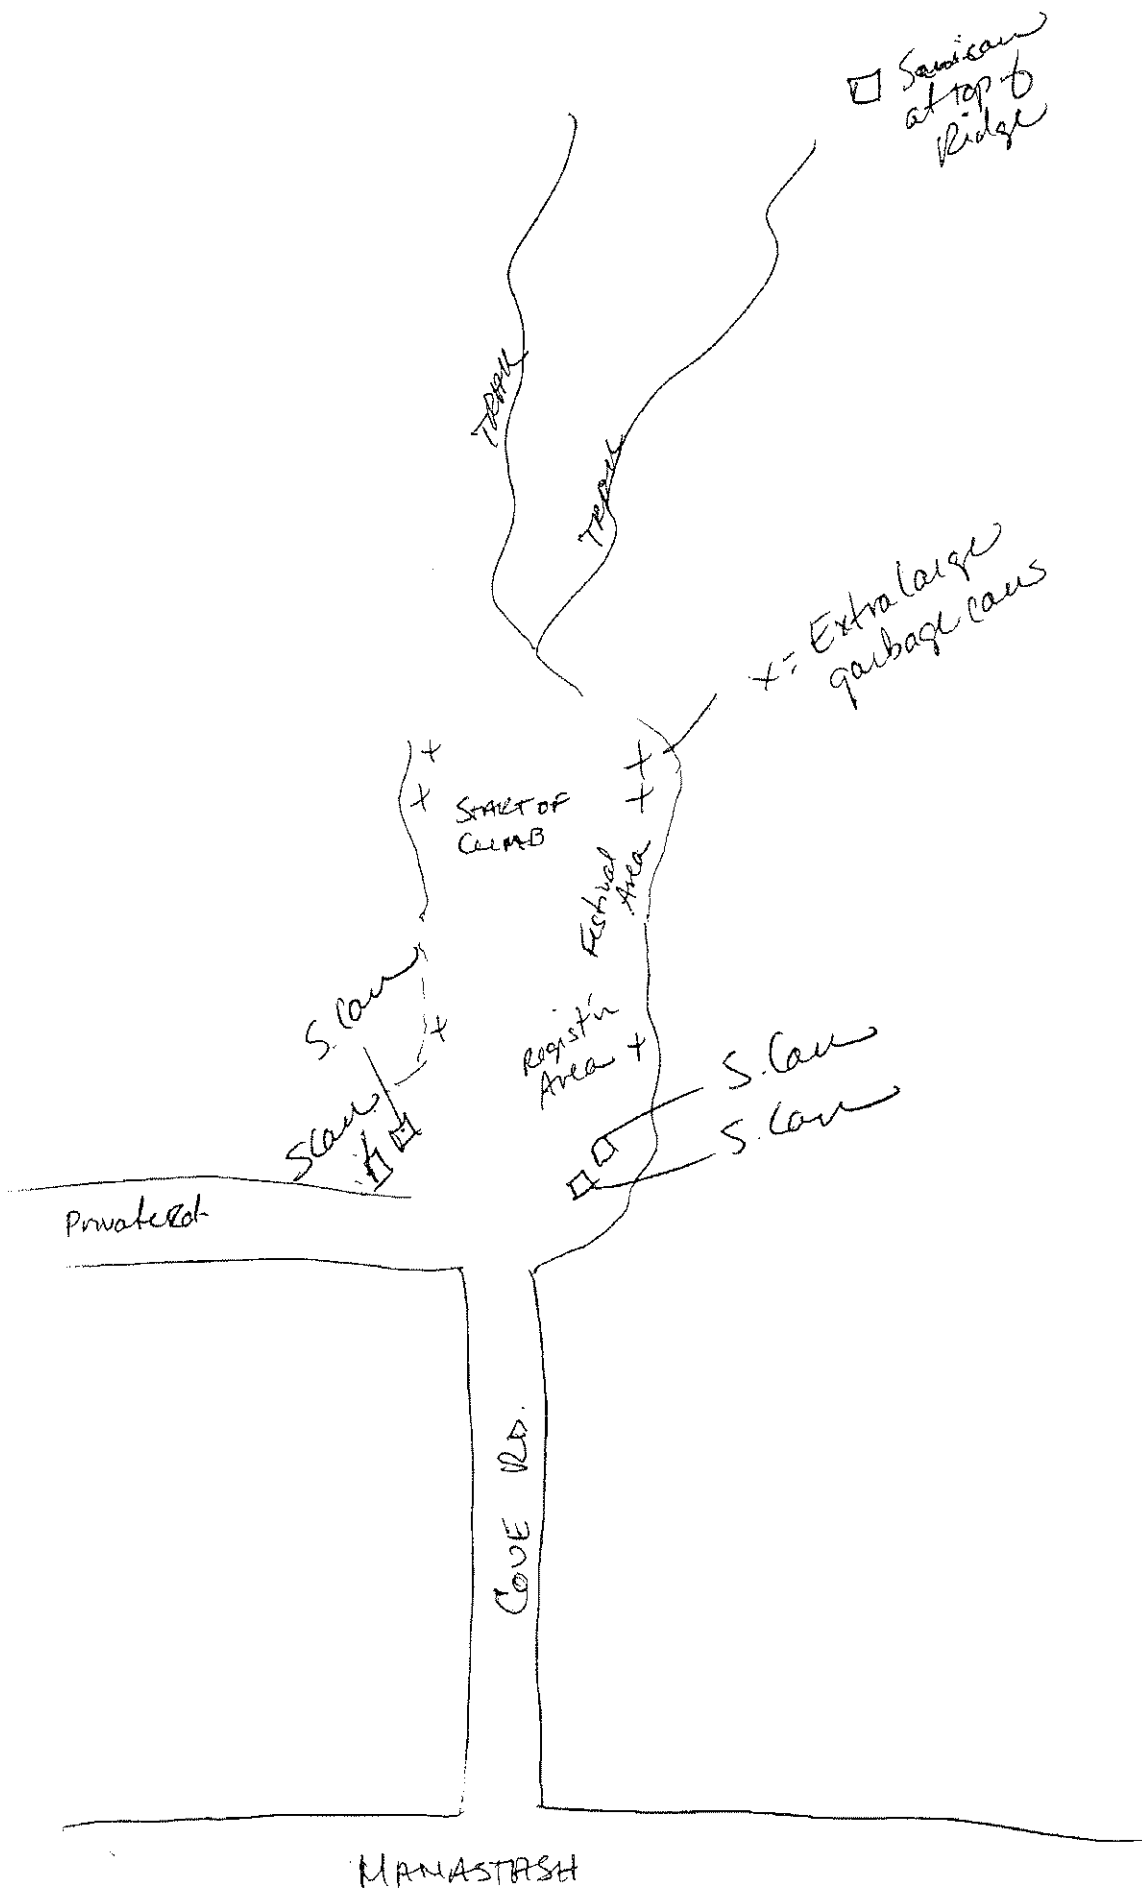 Sanican
at top of
Ridge
TRAIL
TRAIL
x = Extra large
garbage cans
+
+
+
+
START OF
CLIMB
Festival
Area
S. Can
+
Regist'n
Area +
S. Can
S. Can
S Can
Private Rd
COVE RD.
MANASTASH